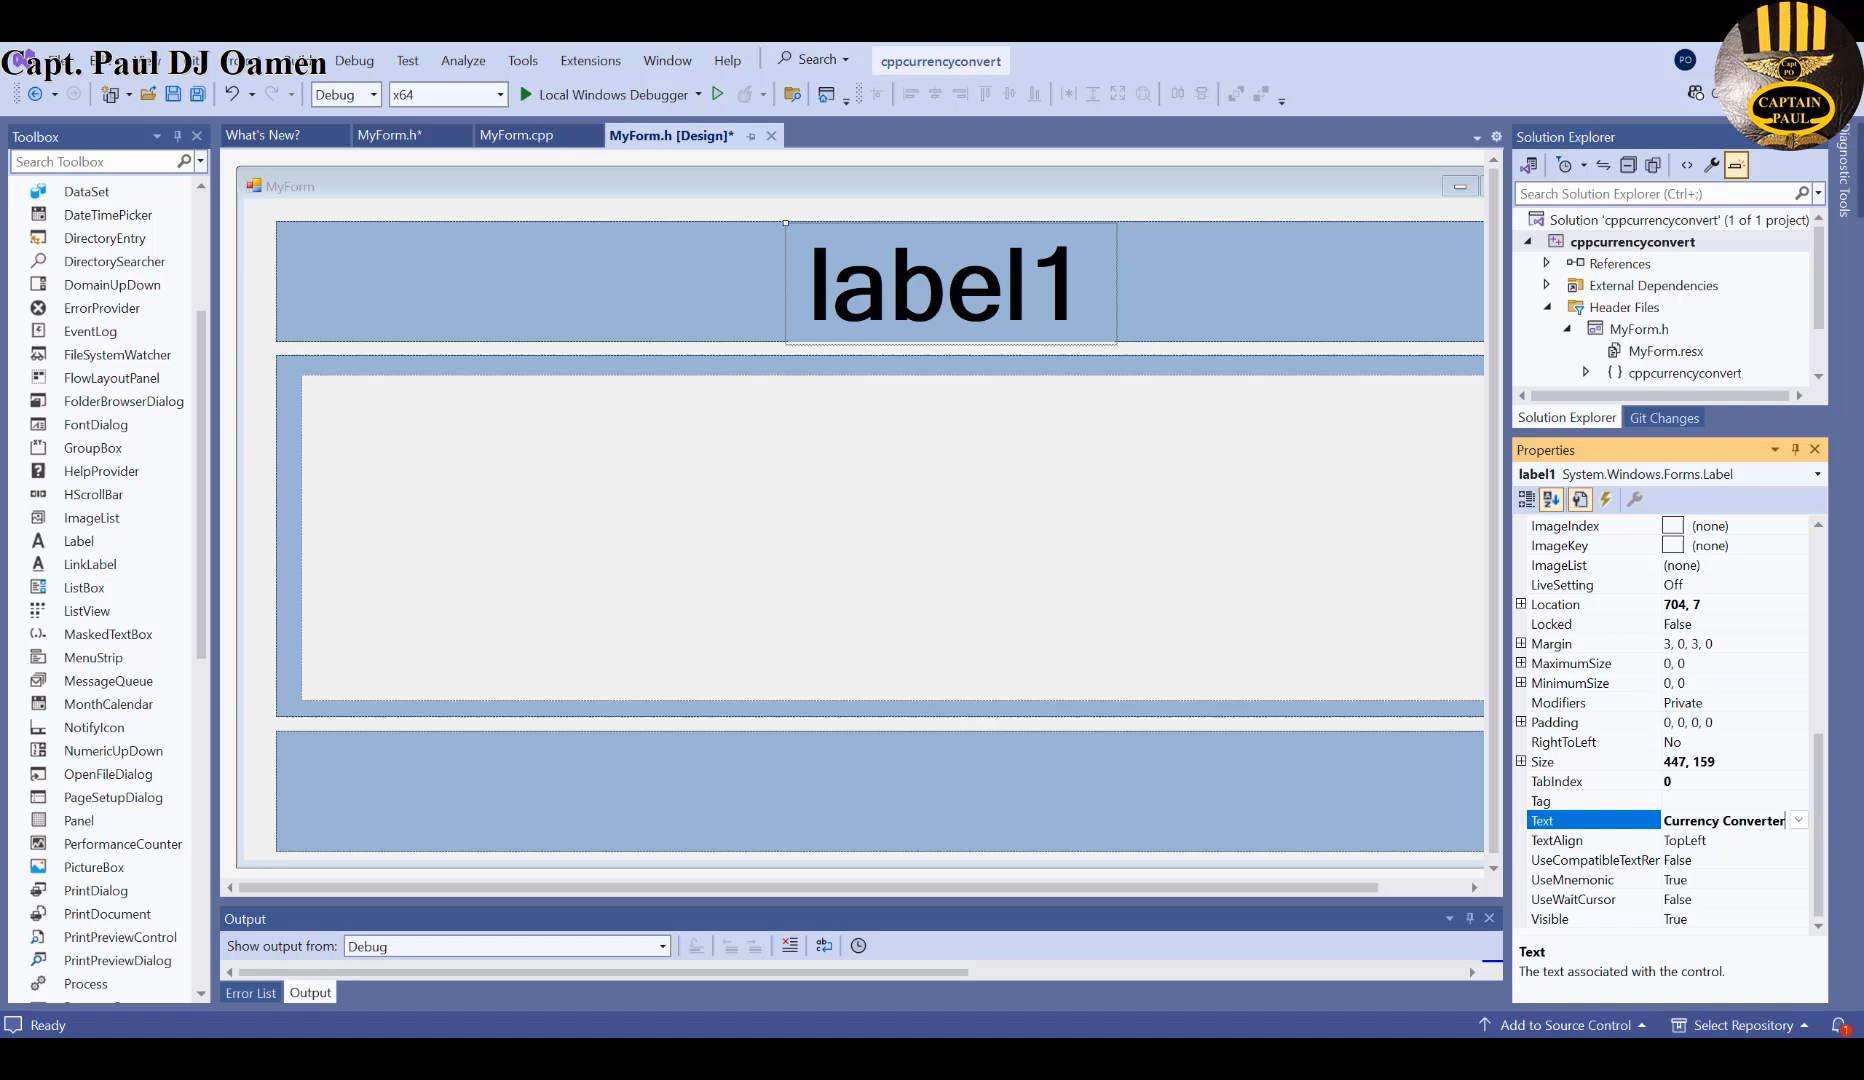 Capt. Paul DJ Oamen
Debug
Test
Analyze
Tools
Extensions
Window
Help
Search
cppcurrencyconvert
PO
Capt
PO
CAPTAIN
PAUL
Debug
x64
Local Windows Debugger
Toolbox
Search Toolbox
DataSet
DateTimePicker
DirectoryEntry
DirectorySearcher
DomainUpDown
ErrorProvider
EventLog
FileSystemWatcher
FlowLayoutPanel
FolderBrowserDialog
FontDialog
GroupBox
HelpProvider
HScrollBar
ImageList
Label
LinkLabel
ListBox
ListView
MaskedTextBox
MenuStrip
MessageQueue
MonthCalendar
NotifyIcon
NumericUpDown
OpenFileDialog
PageSetupDialog
Panel
PerformanceCounter
PictureBox
PrintDialog
PrintDocument
PrintPreviewControl
PrintPreviewDialog
Process
What's New?
MyForm.h*
MyForm.cpp
MyForm.h [Design]*
MyForm
label1
Output
Show output from: Debug
Error List
Output
Solution Explorer
Search Solution Explorer (Ctrl+;)
Solution 'cppcurrencyconvert' (1 of 1 project)
cppcurrencyconvert
References
External Dependencies
Header Files
MyForm.h
MyForm.resx
{ } cppcurrencyconvert
Solution Explorer
Git Changes
Diagnostic Tools
Properties
label1 System.Windows.Forms.Label
ImageIndex (none)
ImageKey (none)
ImageList (none)
LiveSetting Off
Location 704, 7
Locked False
Margin 3, 0, 3, 0
MaximumSize 0, 0
MinimumSize 0, 0
Modifiers Private
Padding 0, 0, 0, 0
RightToLeft No
Size 447, 159
TabIndex 0
Tag
Text Currency Converter
TextAlign TopLeft
UseCompatibleTextRer False
UseMnemonic True
UseWaitCursor False
Visible True
Text
The text associated with the control.
Ready
Add to Source Control
Select Repository
1